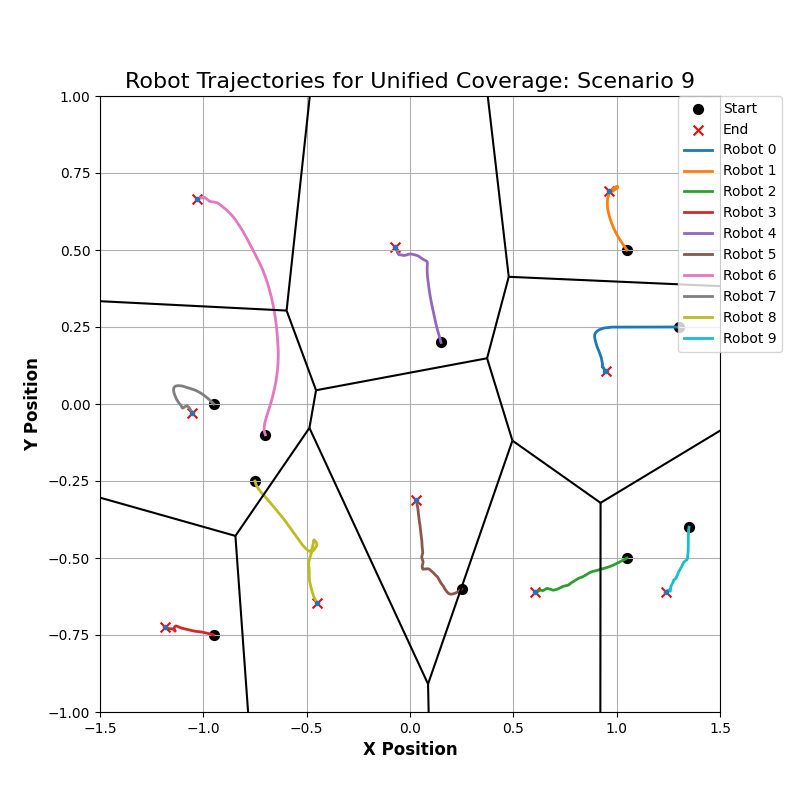 Robot Trajectories for Unified Coverage: Scenario 9
1.00
0.75
0.50
0.25
0.00
−0.25
−0.50
−0.75
−1.00
Y Position
−1.5
−1.0
−0.5
0.0
0.5
1.0
1.5
X Position
Start
End
Robot 0
Robot 1
Robot 2
Robot 3
Robot 4
Robot 5
Robot 6
Robot 7
Robot 8
Robot 9